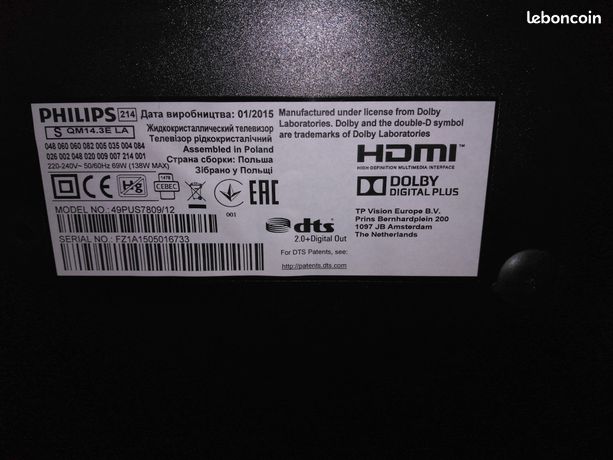 leboncoin
PHILIPS 214 Дата виробництва: 01/2015
S QM14.3E LA
Жидкокристаллический телевизор
Телевізор рідкокристалічний
048 060 060 082 005 035 004 084
026 002 048 020 009 007 214 001
Assembled in Poland
Страна сборки: Польша
Зібрано у Польщі
220-240V~ 50/60Hz 69W (138W MAX)
Manufactured under license from Dolby
Laboratories. Dolby and the double-D symbol
are trademarks of Dolby Laboratories
HDMI
HIGH-DEFINITION MULTIMEDIA INTERFACE
CE Hg 1478 CEBEC EAC
001
DOLBY
DIGITAL PLUS
MODEL NO : 49PUS7809/12
SERIAL NO : FZ1A1505016733
dts
2.0+Digital Out
For DTS Patents, see:
http://patents.dts.com
TP Vision Europe B.V.
Prins Bernhardplein 200
1097 JB Amsterdam
The Netherlands